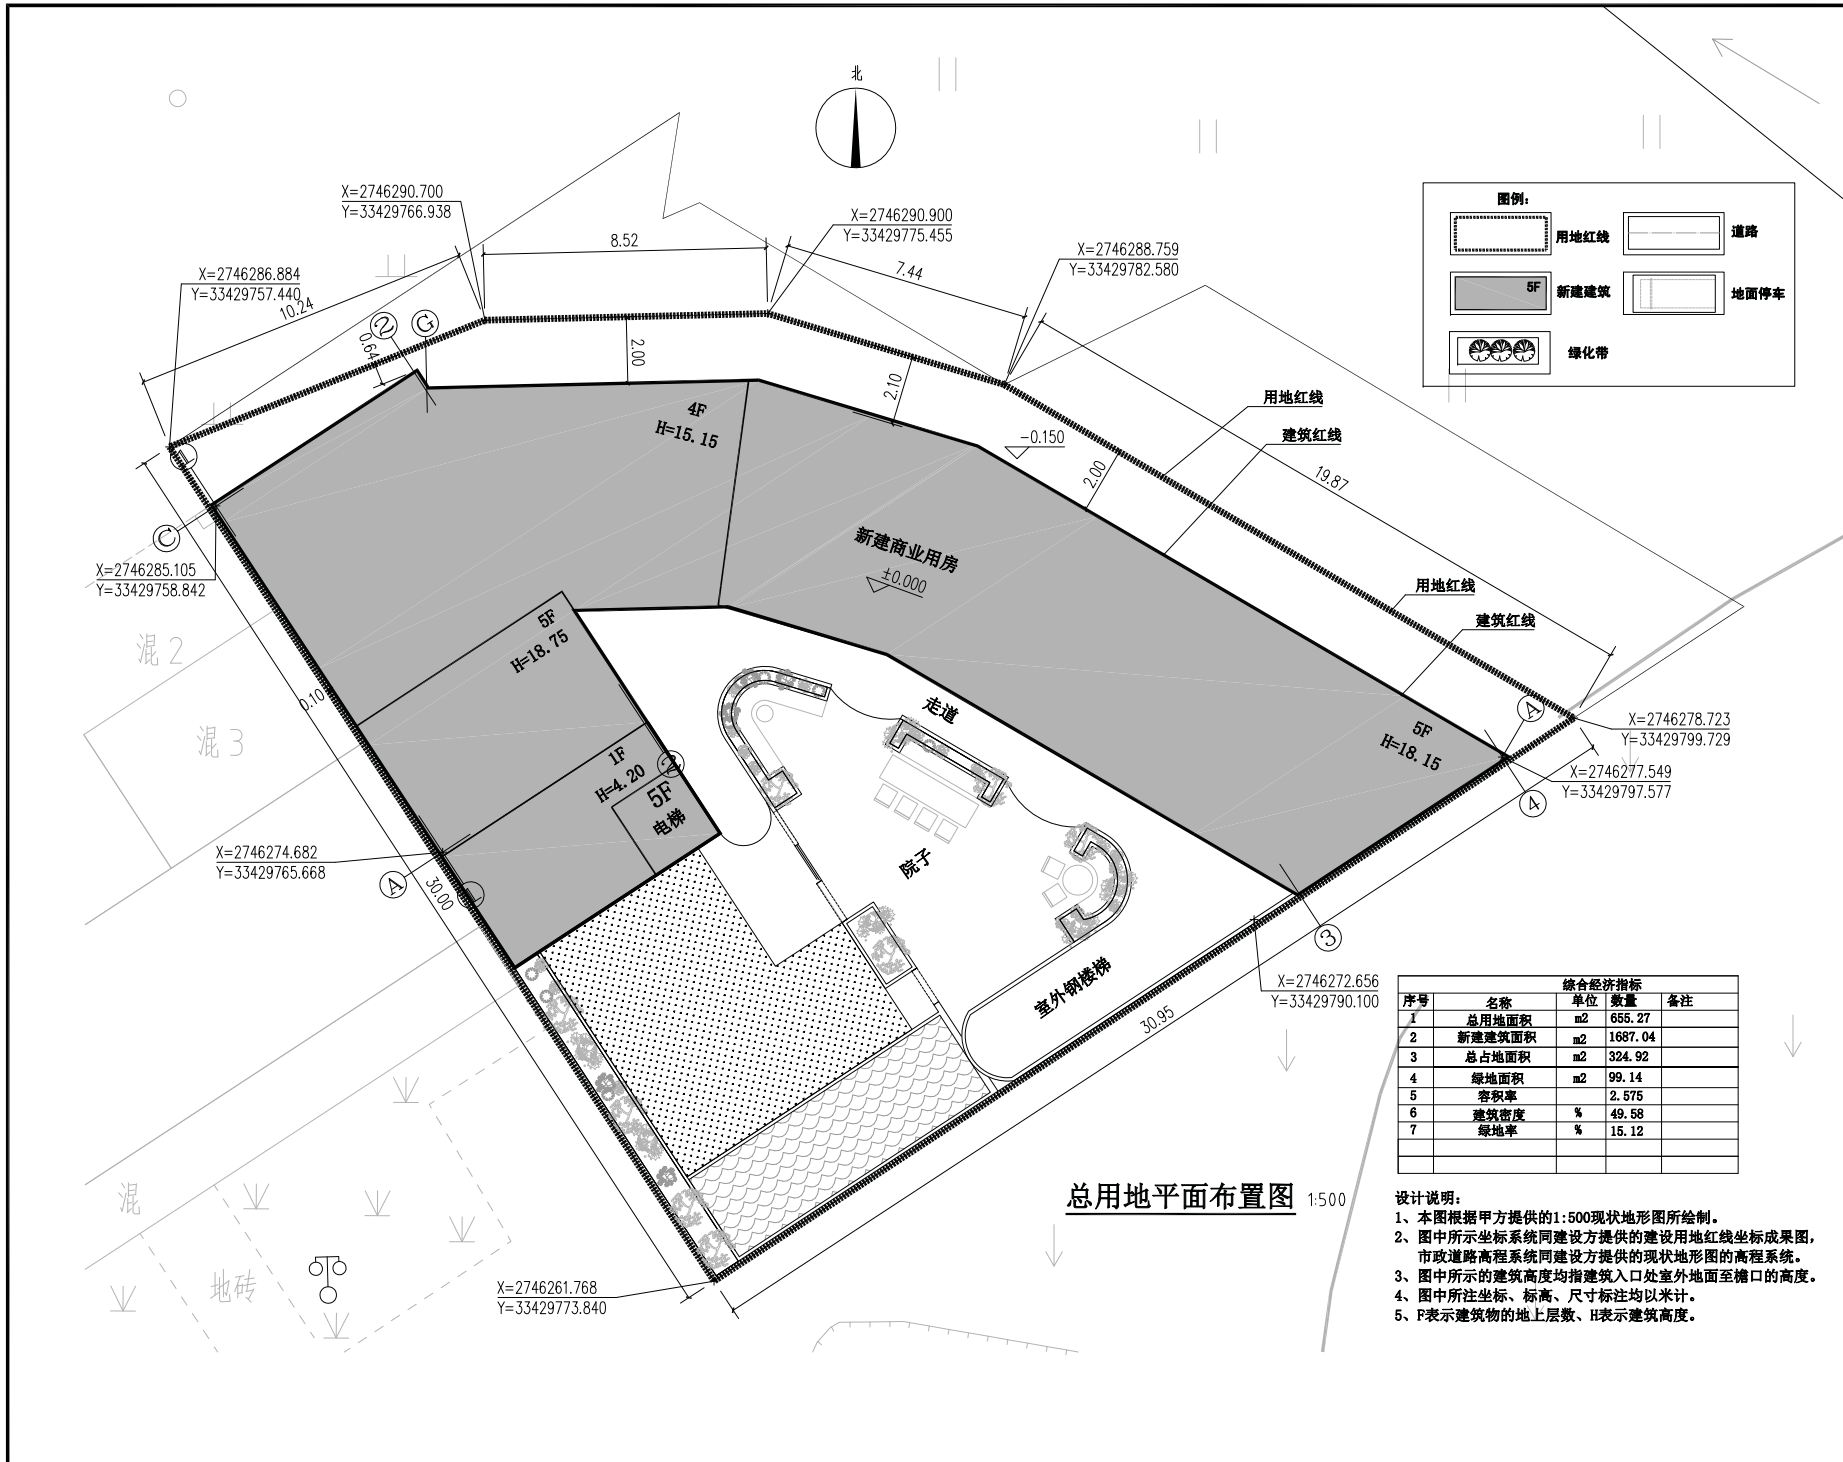 北
X=2746290.700
Y=33429766.938
X=2746290.900
Y=33429775.455
8.52
X=2746288.759
Y=33429782.580
7.44
X=2746286.884
Y=33429757.440
10.24
图例:
用地红线
道路
5F
新建建筑
地面停车
绿化带
2
G
0.64
2.00
2.10
4F
H=15.15
-0.150
用地红线
建筑红线
2.00
19.87
1
C
X=2746285.105
Y=33429758.842
新建商业用房
±0.000
用地红线
建筑红线
混2
混3
5F
H=18.75
0.10
走道
5F
H=18.15
A
X=2746278.723
Y=33429799.729
X=2746277.549
Y=33429797.577
4
1F
H=4.20
2
5F
电梯
院子
X=2746274.682
Y=33429765.668
A
1
30.00
3
室外钢楼梯
X=2746272.656
Y=33429790.100
30.95
综合经济指标
序号 名称 单位 数量 备注
1 总用地面积 m2 655.27
2 新建建筑面积 m2 1687.04
3 总占地面积 m2 324.92
4 绿地面积 m2 99.14
5 容积率 2.575
6 建筑密度 % 49.58
7 绿地率 % 15.12
混
地砖
总用地平面布置图 1:500
X=2746261.768
Y=33429773.840
设计说明:
1、本图根据甲方提供的1:500现状地形图所绘制。
2、图中所示坐标系统同建设方提供的建设用地红线坐标成果图,
市政道路高程系统同建设方提供的现状地形图的高程系统。
3、图中所示的建筑高度均指建筑入口处室外地面至檐口的高度。
4、图中所注坐标、标高、尺寸标注均以米计。
5、F表示建筑物的地上层数、H表示建筑高度。